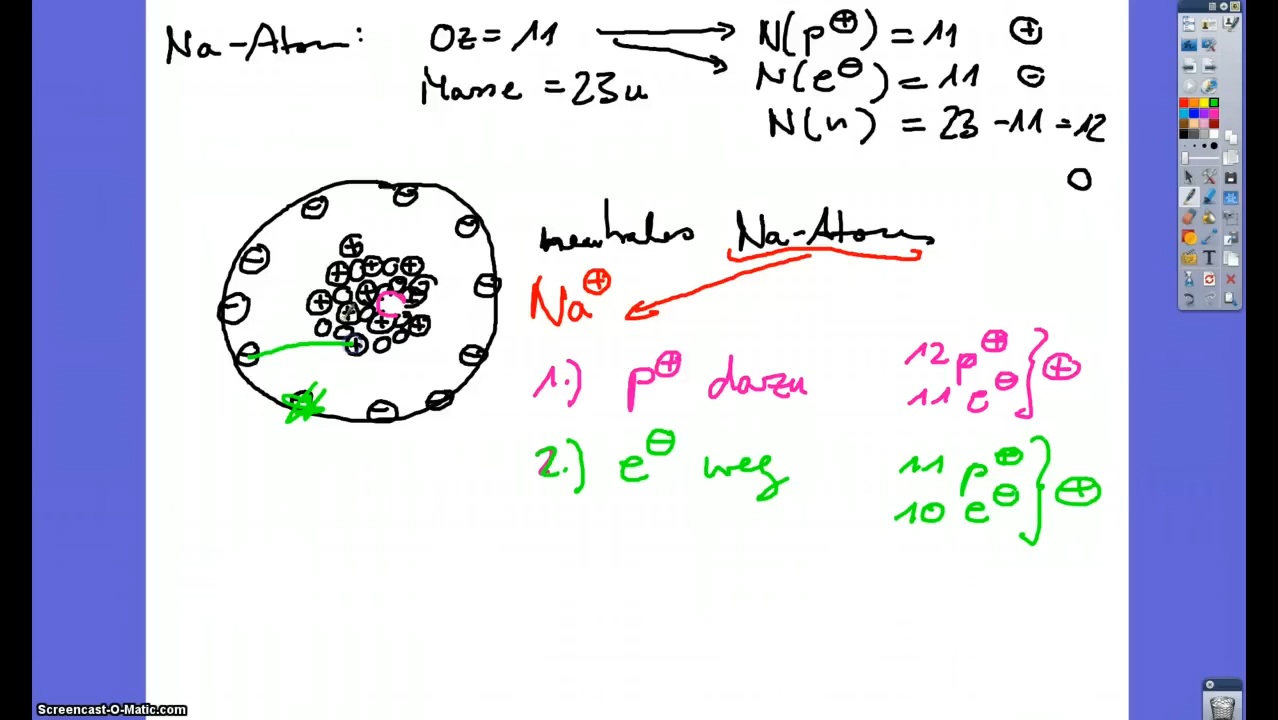 Na-Atom: Oz = 11 → N(p⊕) = 11 ⊕
Masse = 23u → N(e⊖) = 11 ⊖
N(n) = 23 - 11 = 12
0
neutrales Na-Atom
Na⊕
1.) p⊕ dazu 12 p⊕ 11 e⊖ } ⊕
2.) e⊖ weg 11 p⊕ 10 e⊖ } ⊕
Screencast-O-Matic.com